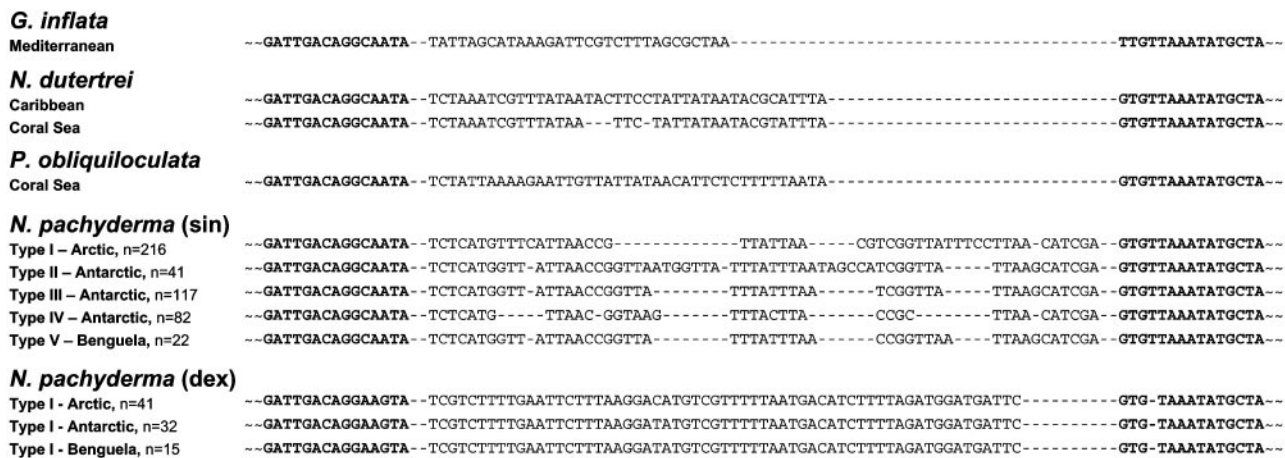 G. inflata
Mediterranean ~~GATTGACAGGCAATA--TATTAGCATAAAGATTCGTCTTTAGCGCTAA----------------------------------------TTGTTAAATATGCTA~~
N. dutertrei
Caribbean ~~GATTGACAGGCAATA--TCTAAATCGTTTATAATACTTCCTATTATAATACGCATTTA------------------------------GTGTTAAATATGCTA~~
Coral Sea ~~GATTGACAGGCAATA--TCTAAATCGTTTATAA---TTC-TATTATAATACGTATTTA------------------------------GTGTTAAATATGCTA~~
P. obliquiloculata
Coral Sea ~~GATTGACAGGCAATA--TCTATTAAAAGAATTGTTATTATAACATTCTCTTTTTAATA------------------------------GTGTTAAATATGCTA~~
N. pachyderma (sin)
Type I – Arctic, n=216 ~~GATTGACAGGCAATA--TCTCATGTTTCATTAACCG-------------TTATTAA-----CGTCGGTTATTTCCTTAA-CATCGA--GTGTTAAATATGCTA~~
Type II – Antarctic, n=41 ~~GATTGACAGGCAATA--TCTCATGGTT-ATTAACCGGTTAATGGTTA-TTTATTTAATAGCCATCGGTTA-----TTAAGCATCGA--GTGTTAAATATGCTA~~
Type III – Antarctic, n=117 ~~GATTGACAGGCAATA--TCTCATGGTT-ATTAACCGGTTA--------TTTATTTAA------TCGGTTA-----TTAAGCATCGA--GTGTTAAATATGCTA~~
Type IV – Antarctic, n=82 ~~GATTGACAGGCAATA--TCTCATG-----TTAAC-GGTAAG-------TTTACTTA-------CCGC--------TTAA-CATCGA--GTGTTAAATATGCTA~~
Type V – Benguela, n=22 ~~GATTGACAGGCAATA--TCTCATGGTT-ATTAACCGGTTA--------TTTATTTAA------CCGGTTAA----TTAAGCATCGA--GTGTTAAATATGCTA~~
N. pachyderma (dex)
Type I - Arctic, n=41 ~~GATTGACAGGAAGTA--TCGTCTTTTGAATTCTTTAAGGACATGTCGTTTTTAATGACATCTTTTAGATGGATGATTC----------GTG-TAAATATGCTA~~
Type I - Antarctic, n=32 ~~GATTGACAGGAAGTA--TCGTCTTTTGAATTCTTTAAGGATATGTCGTTTTTAATGACATCTTTTAGATGGATGATTC----------GTG-TAAATATGCTA~~
Type I - Benguela, n=15 ~~GATTGACAGGAAGTA--TCGTCTTTTGAATTCTTTAAGGATATGTCGTTTTTAATGACATCTTTTAGATGGATGATTC----------GTG-TAAATATGCTA~~